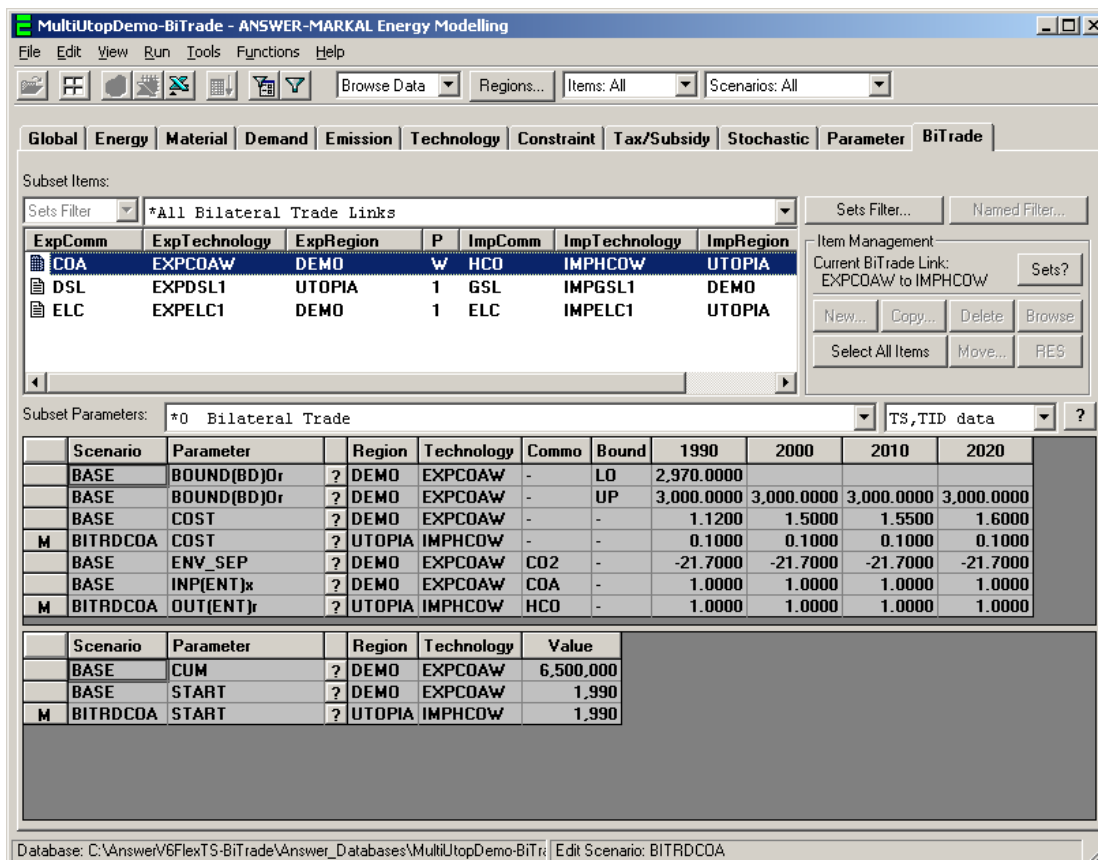 MultiUtopDemo-BiTrade - ANSWER-MARKAL Energy Modelling
File Edit View Run Tools Functions Help
Browse Data Regions... Items: All Scenarios: All
Global Energy Material Demand Emission Technology Constraint Tax/Subsidy Stochastic Parameter BiTrade
Subset Items:
Sets Filter *All Bilateral Trade Links Sets Filter... Named Filter...
ExpComm ExpTechnology ExpRegion P ImpComm ImpTechnology ImpRegion
COA EXPCOAW DEMO W HCO IMPHCOW UTOPIA
DSL EXPDSL1 UTOPIA 1 GSL IMPGSL1 DEMO
ELC EXPELC1 DEMO 1 ELC IMPELC1 UTOPIA
Item Management
Current BiTrade Link:
EXPCOAW to IMPHCOW
Sets?
New... Copy... Delete Browse
Select All Items Move... RES
Subset Parameters: *0 Bilateral Trade TS,TID data ?
Scenario Parameter Region Technology Commo Bound 1990 2000 2010 2020
BASE BOUND(BD)Or ? DEMO EXPCOAW - LO 2,970.0000
BASE BOUND(BD)Or ? DEMO EXPCOAW - UP 3,000.0000 3,000.0000 3,000.0000 3,000.0000
BASE COST ? DEMO EXPCOAW - - 1.1200 1.5000 1.5500 1.6000
M BITRDCOA COST ? UTOPIA IMPHCOW - - 0.1000 0.1000 0.1000 0.1000
BASE ENV_SEP ? DEMO EXPCOAW CO2 - -21.7000 -21.7000 -21.7000 -21.7000
BASE INP(ENT)x ? DEMO EXPCOAW COA - 1.0000 1.0000 1.0000 1.0000
M BITRDCOA OUT(ENT)r ? UTOPIA IMPHCOW HCO - 1.0000 1.0000 1.0000 1.0000
Scenario Parameter Region Technology Value
BASE CUM ? DEMO EXPCOAW 6,500,000
BASE START ? DEMO EXPCOAW 1,990
M BITRDCOA START ? UTOPIA IMPHCOW 1,990
Database: C:\AnswerV6FlexTS-BiTrade\Answer_Databases\MultiUtopDemo-BiTra Edit Scenario: BITRDCOA